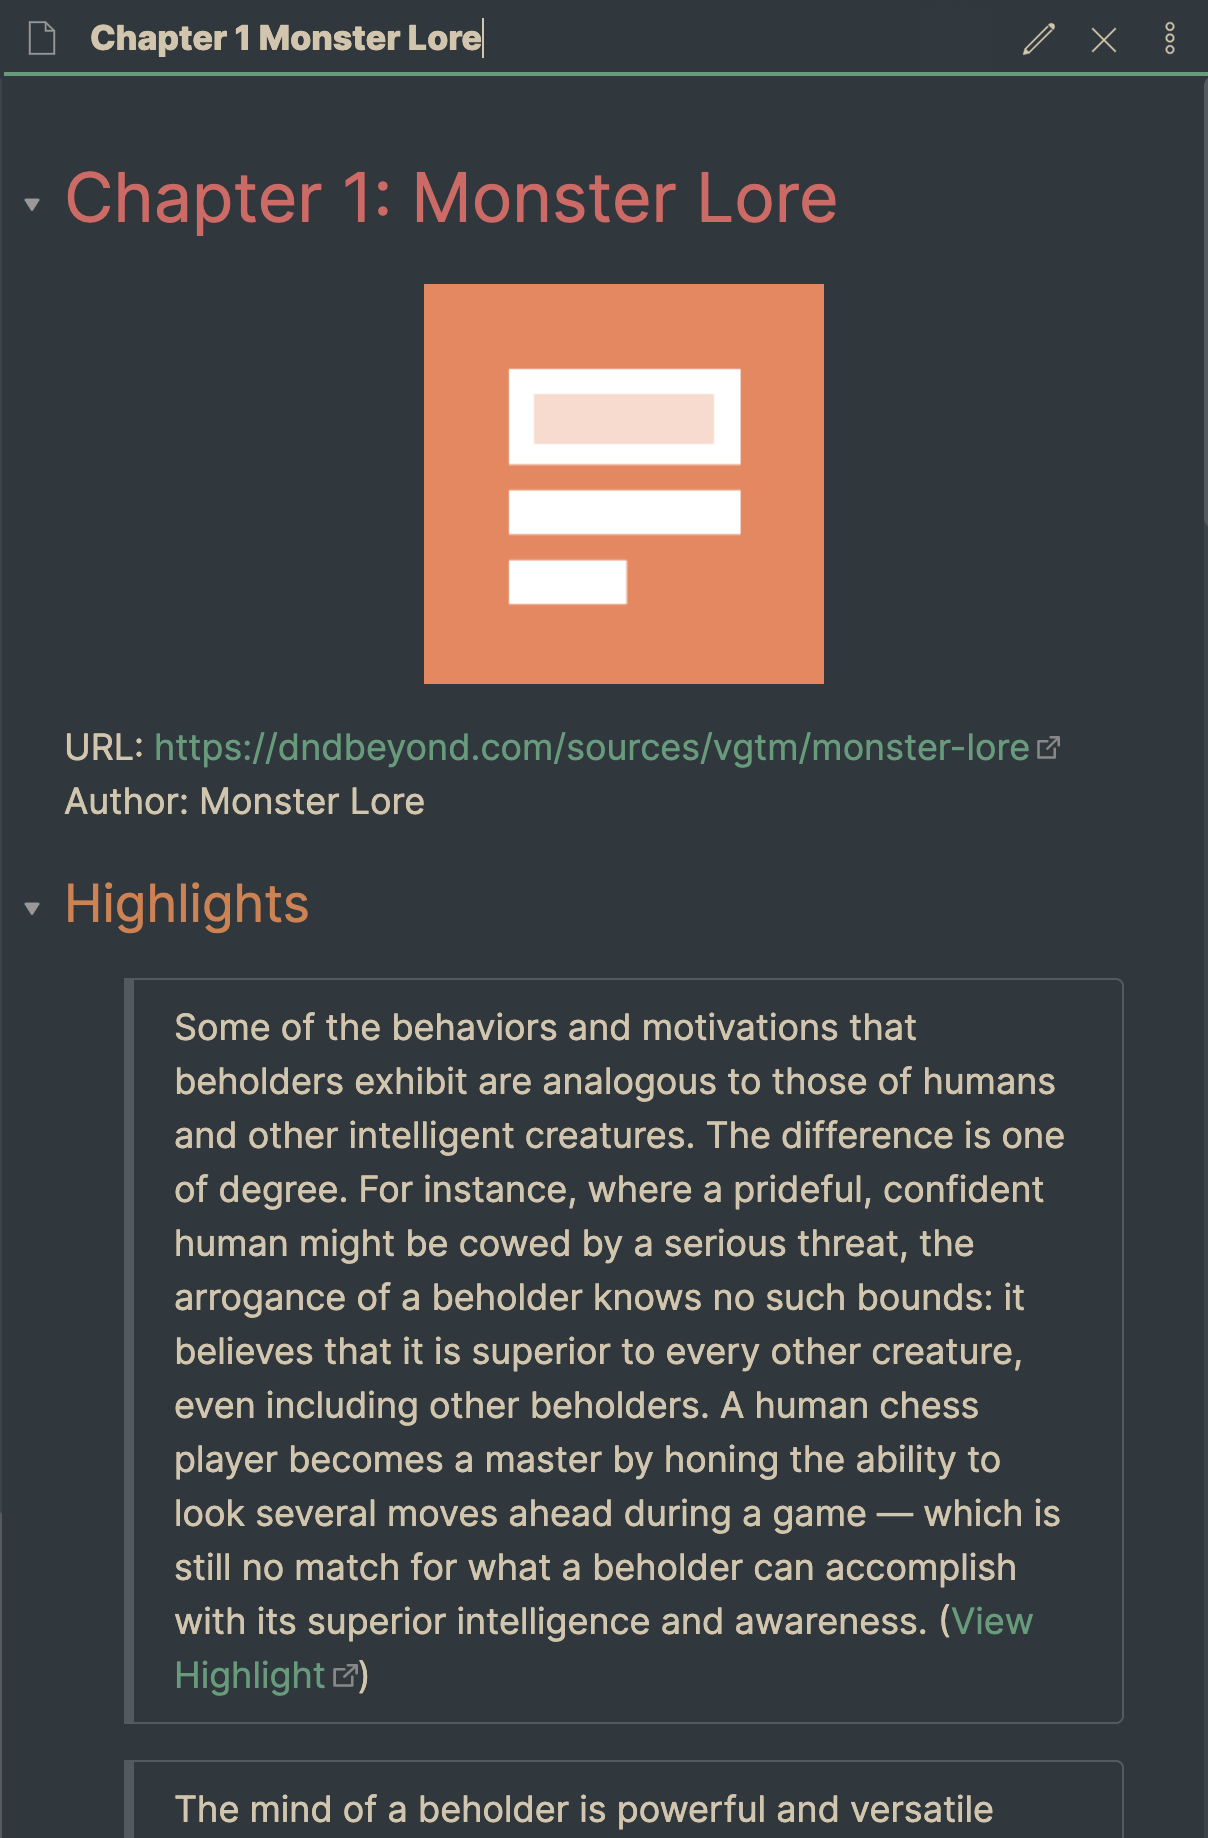 Chapter 1 Monster Lore
Chapter 1: Monster Lore
URL: https://dndbeyond.com/sources/vgtm/monster-lore
Author: Monster Lore
Highlights
Some of the behaviors and motivations that
beholders exhibit are analogous to those of humans
and other intelligent creatures. The difference is one
of degree. For instance, where a prideful, confident
human might be cowed by a serious threat, the
arrogance of a beholder knows no such bounds: it
believes that it is superior to every other creature,
even including other beholders. A human chess
player becomes a master by honing the ability to
look several moves ahead during a game — which is
still no match for what a beholder can accomplish
with its superior intelligence and awareness. (View
Highlight)
The mind of a beholder is powerful and versatile